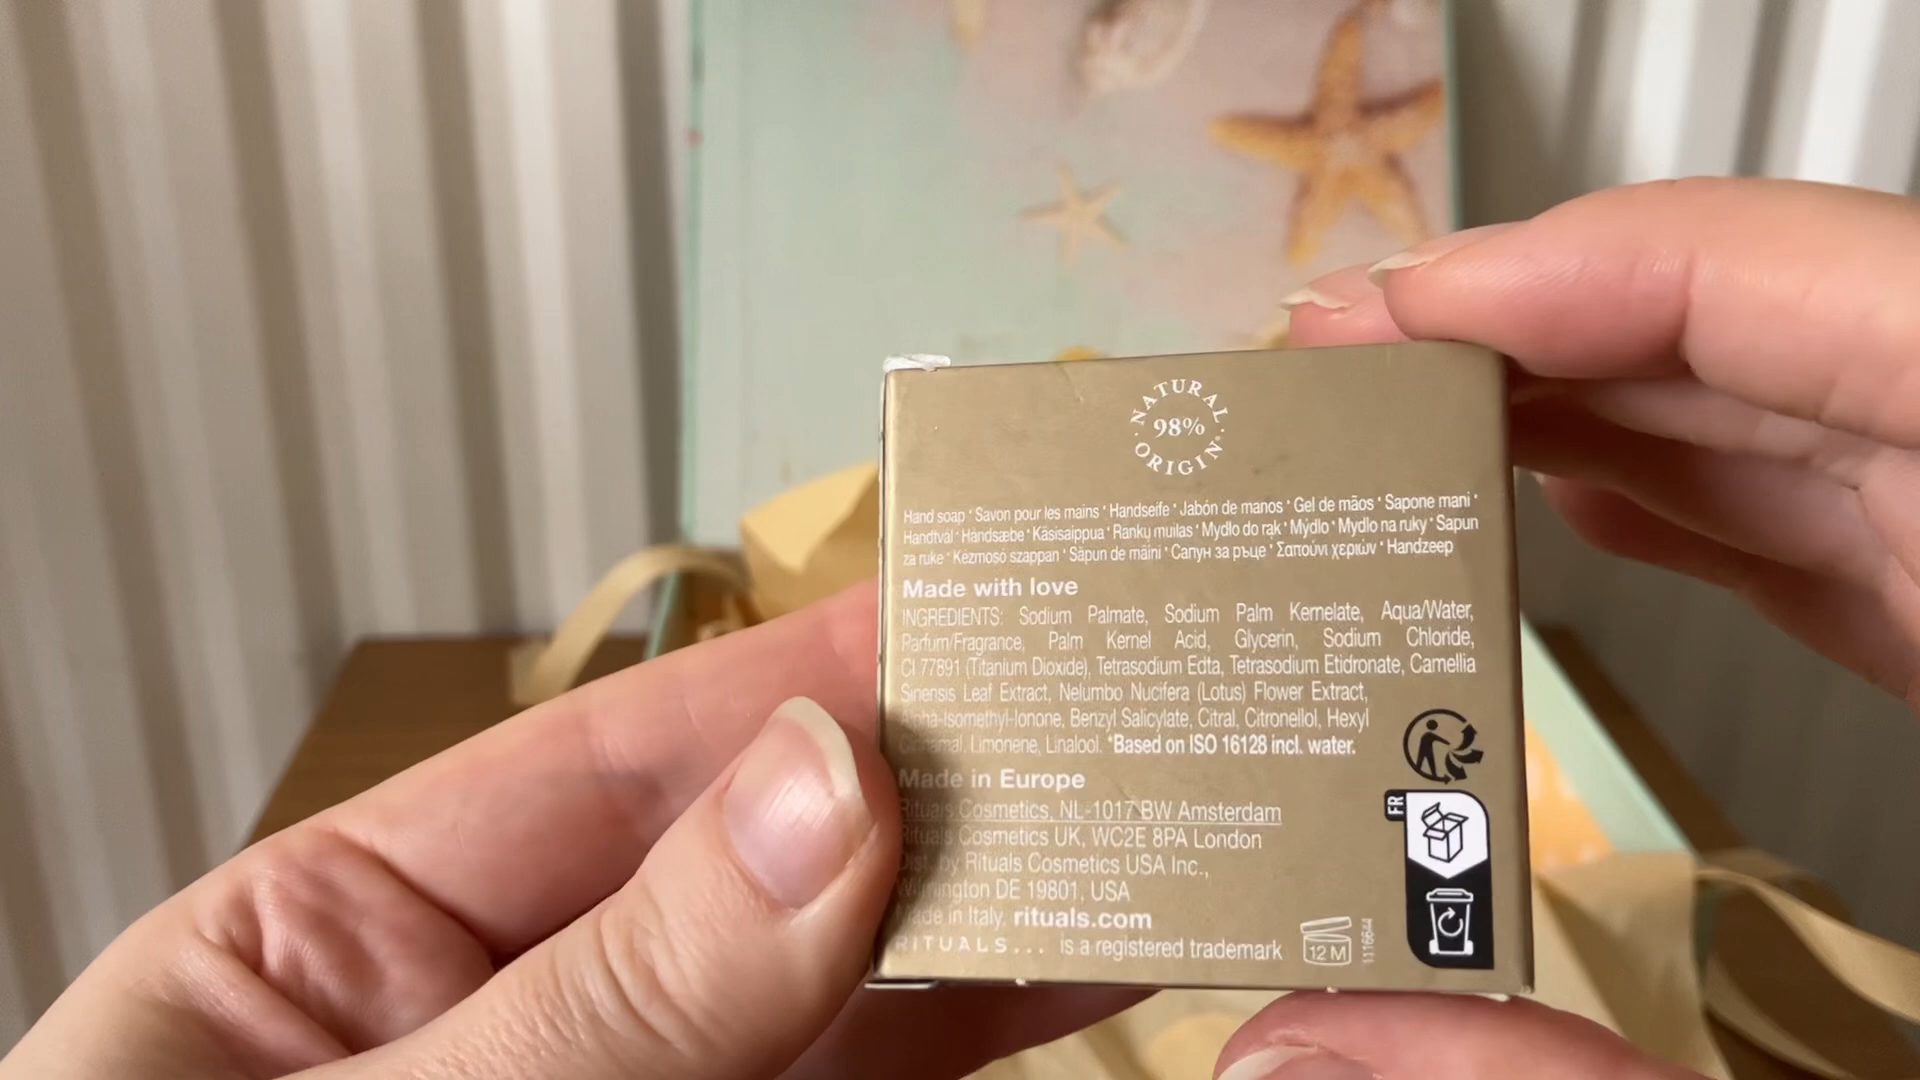 NATURAL
98%
ORIGIN*
Hand soap • Savon pour les mains • Handseife • Jabón de manos • Gel de mãos • Sapone mani •
Handtvål • Håndsæbe • Käsisaippua • Rankų muilas • Mydło do rąk • Mýdlo • Mydlo na ruky • Sapun
za ruke • Kézmosó szappan • Săpun de mâini • Сапун за ръце • Σαπούνι χεριών • Handzeep
Made with love
INGREDIENTS: Sodium Palmate, Sodium Palm Kernelate, Aqua/Water,
Parfum/Fragrance, Palm Kernel Acid, Glycerin, Sodium Chloride,
CI 77891 (Titanium Dioxide), Tetrasodium Edta, Tetrasodium Etidronate, Camellia
Sinensis Leaf Extract, Nelumbo Nucifera (Lotus) Flower Extract,
Alpha-Isomethyl-Ionone, Benzyl Salicylate, Citral, Citronellol, Hexyl
Cinnamal, Limonene, Linalool. *Based on ISO 16128 incl. water.
Made in Europe
Rituals Cosmetics, NL-1017 BW Amsterdam
Rituals Cosmetics UK, WC2E 8PA London
Dist. by Rituals Cosmetics USA Inc.,
Wilmington DE 19801, USA
Made in Italy. rituals.com
RITUALS... is a registered trademark
12 M
1116644
FR